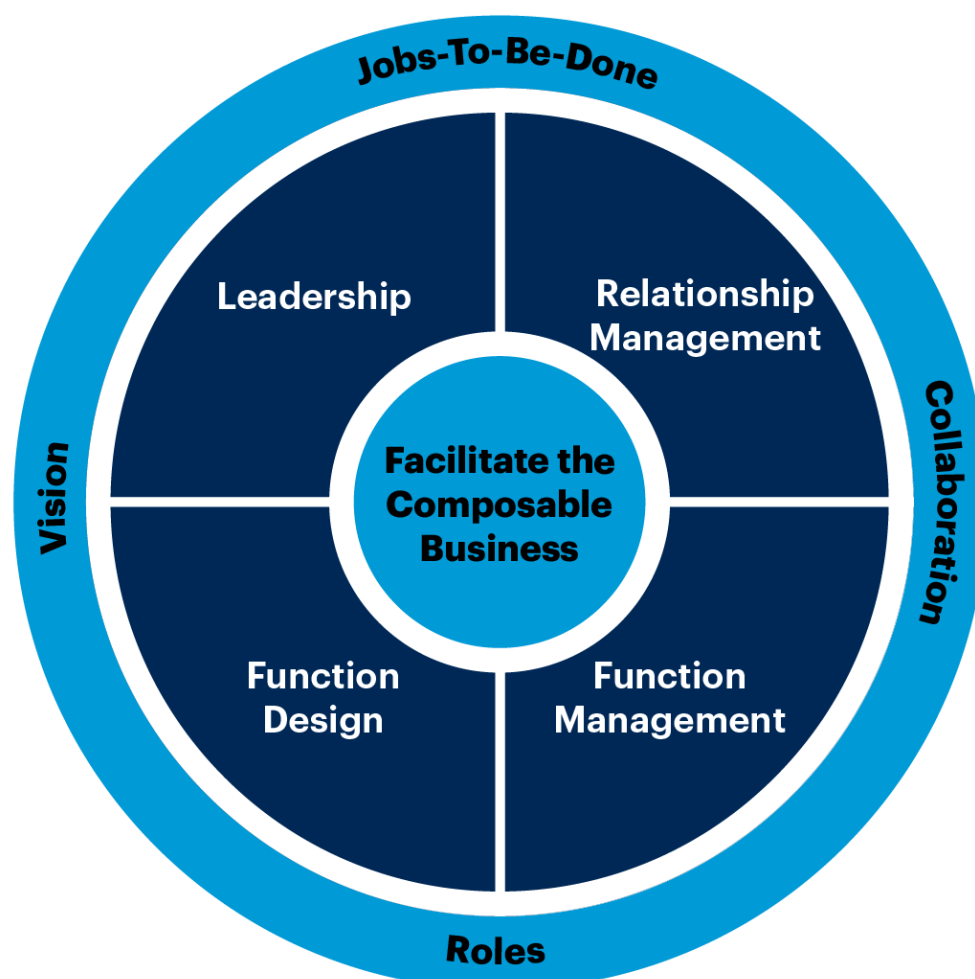 Jobs-To-Be-Done
Leadership
Relationship
Management
Vision
Facilitate the
Composable
Business
Collaboration
Function
Design
Function
Management
Roles